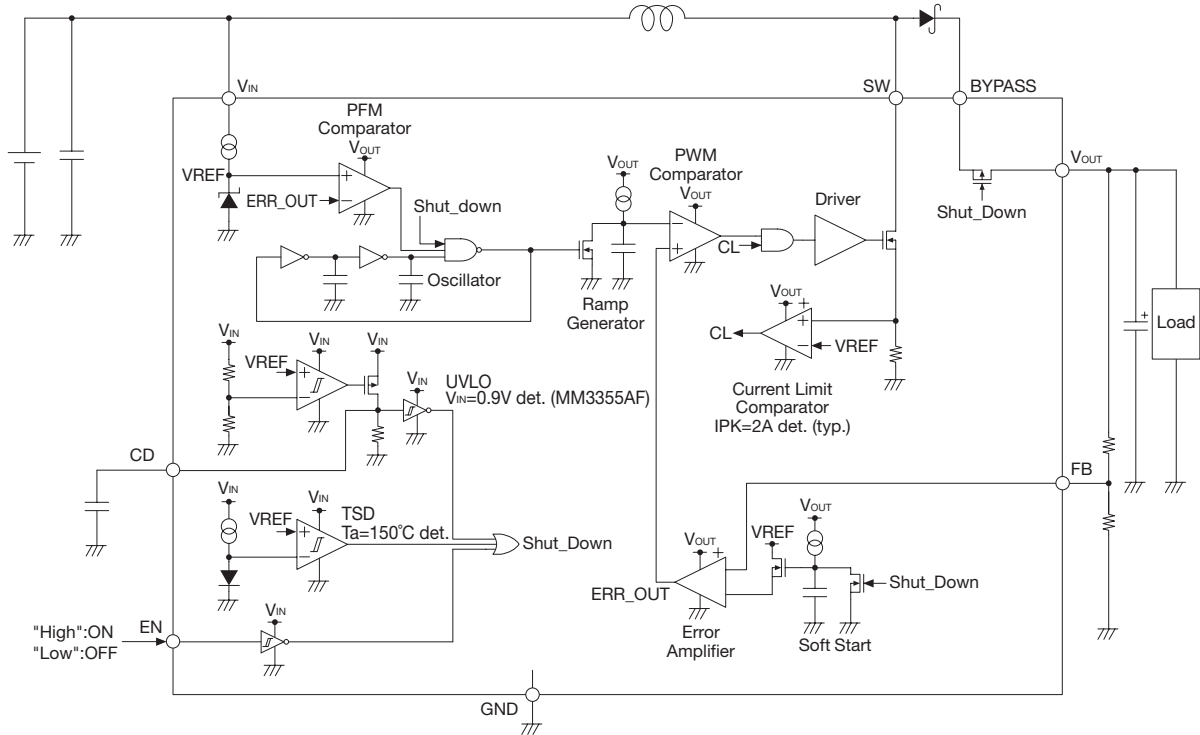 VIN
SW
BYPASS
PFM
Comparator
VOUT
VREF
ERR_OUT
+
−
Shut_down
Oscillator
VOUT
Ramp
Generator
PWM
Comparator
VOUT
−
+
CL
Driver
VOUT
Shut_Down
+
Load
VOUT
+
+
−
CL
VREF
Current Limit
Comparator
IPK=2A det. (typ.)
VIN
VREF
VIN
+
−
VIN
VIN
UVLO
VIN=0.9V det. (MM3355AF)
CD
VIN
VREF
VIN
+
−
TSD
Ta=150°C det.
Shut_Down
FB
VOUT
VREF
VOUT
+
ERR_OUT
Error
Amplifier
Soft Start
Shut_Down
"High":ON
"Low":OFF
EN
VIN
GND